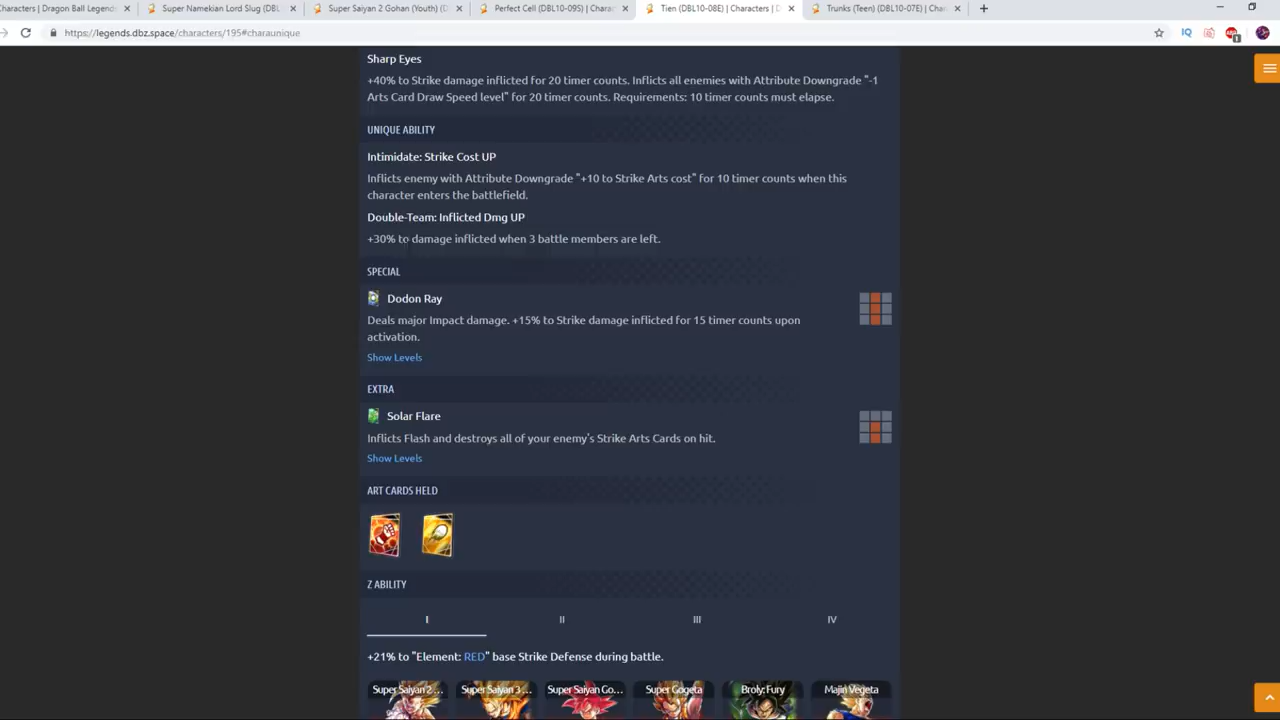 Characters | Dragon Ball Legends
Super Namekian Lord Slug (DBL
Super Saiyan 2 Gohan (Youth) (D
Perfect Cell (DBL10-09S) | Charac
Tien (DBL10-08E) | Characters | D
Trunks (Teen) (DBL10-07E) | Char
https://legends.dbz.space/characters/195#charaunique
IQ
1
Sharp Eyes
+40% to Strike damage inflicted for 20 timer counts. Inflicts all enemies with Attribute Downgrade "-1
Arts Card Draw Speed level" for 20 timer counts. Requirements: 10 timer counts must elapse.
UNIQUE ABILITY
Intimidate: Strike Cost UP
Inflicts enemy with Attribute Downgrade "+10 to Strike Arts cost" for 10 timer counts when this
character enters the battlefield.
Double-Team: Inflicted Dmg UP
+30% to damage inflicted when 3 battle members are left.
SPECIAL
Dodon Ray
Deals major Impact damage. +15% to Strike damage inflicted for 15 timer counts upon
activation.
Show Levels
EXTRA
Solar Flare
Inflicts Flash and destroys all of your enemy's Strike Arts Cards on hit.
Show Levels
ART CARDS HELD
Z ABILITY
I II III IV
+21% to "Element: RED" base Strike Defense during battle.
Super Saiyan 2 ... Super Saiyan 3 ... Super Saiyan Go... Super Gogeta Broly: Fury Majin Vegeta